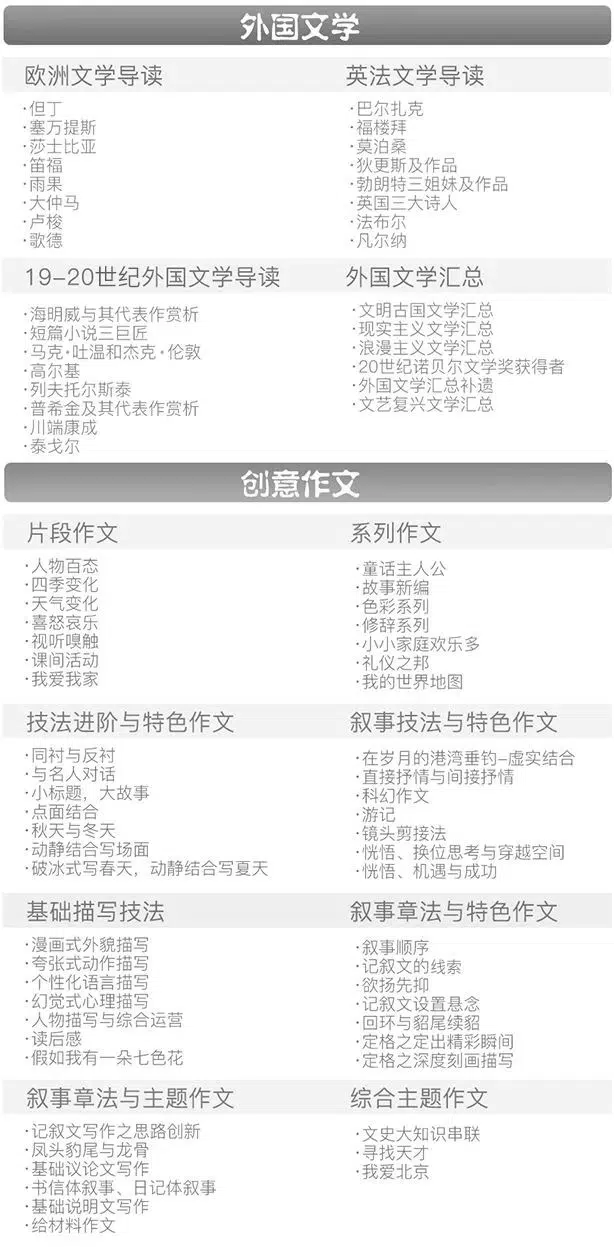 外国文学
欧洲文学导读
·但丁
·塞万提斯
·莎士比亚
·笛福
·雨果
·大仲马
·卢梭
·歌德
英法文学导读
·巴尔扎克
·福楼拜
·莫泊桑
·狄更斯及作品
·勃朗特三姐妹及作品
·英国三大诗人
·法布尔
·凡尔纳
19-20世纪外国文学导读
·海明威与其代表作赏析
·短篇小说三巨匠
·马克·吐温和杰克·伦敦
·高尔基
·列夫托尔斯泰
·普希金及其代表作赏析
·川端康成
·泰戈尔
外国文学汇总
·文明古国文学汇总
·现实主义文学汇总
·浪漫主义文学汇总
·20世纪诺贝尔文学奖获得者
·外国文学汇总补遗
·文艺复兴文学汇总
创意作文
片段作文
·人物百态
·四季变化
·天气变化
·喜怒哀乐
·视听嗅触
·课间活动
·我爱我家
系列作文
·童话主人公
·故事新编
·色彩系列
·修辞系列
·小小家庭欢乐多
·礼仪之邦
·我的世界地图
技法进阶与特色作文
·同衬与反衬
·与名人对话
·小标题，大故事
·点面结合
·秋天与冬天
·动静结合写场面
·破冰式写春天，动静结合写夏天
叙事技法与特色作文
·在岁月的港湾垂钓-虚实结合
·直接抒情与间接抒情
·科幻作文
·游记
·镜头剪接法
·恍悟、换位思考与穿越空间
·恍悟、机遇与成功
基础描写技法
·漫画式外貌描写
·夸张式动作描写
·个性化语言描写
·幻觉式心理描写
·人物描写与综合运营
·读后感
·假如我有一朵七色花
叙事章法与特色作文
·叙事顺序
·记叙文的线索
·欲扬先抑
·记叙文设置悬念
·回环与貂尾续貂
·定格之定出精彩瞬间
·定格之深度刻画描写
叙事章法与主题作文
·记叙文写作之思路创新
·凤头豹尾与龙骨
·基础议论文写作
·书信体叙事、日记体叙事
·基础说明文写作
·给材料作文
综合主题作文
·文史大知识串联
·寻找天才
·我爱北京